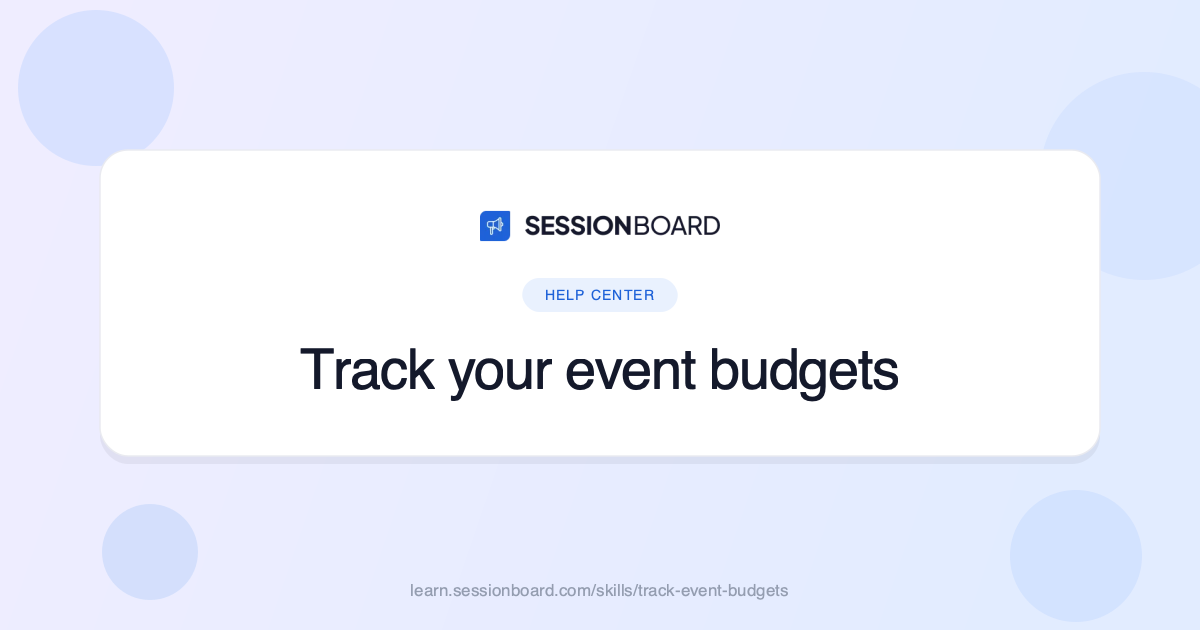 SESSIONBOARD
HELP CENTER
Track your event budgets
learn.sessionboard.com/skills/track-event-budgets